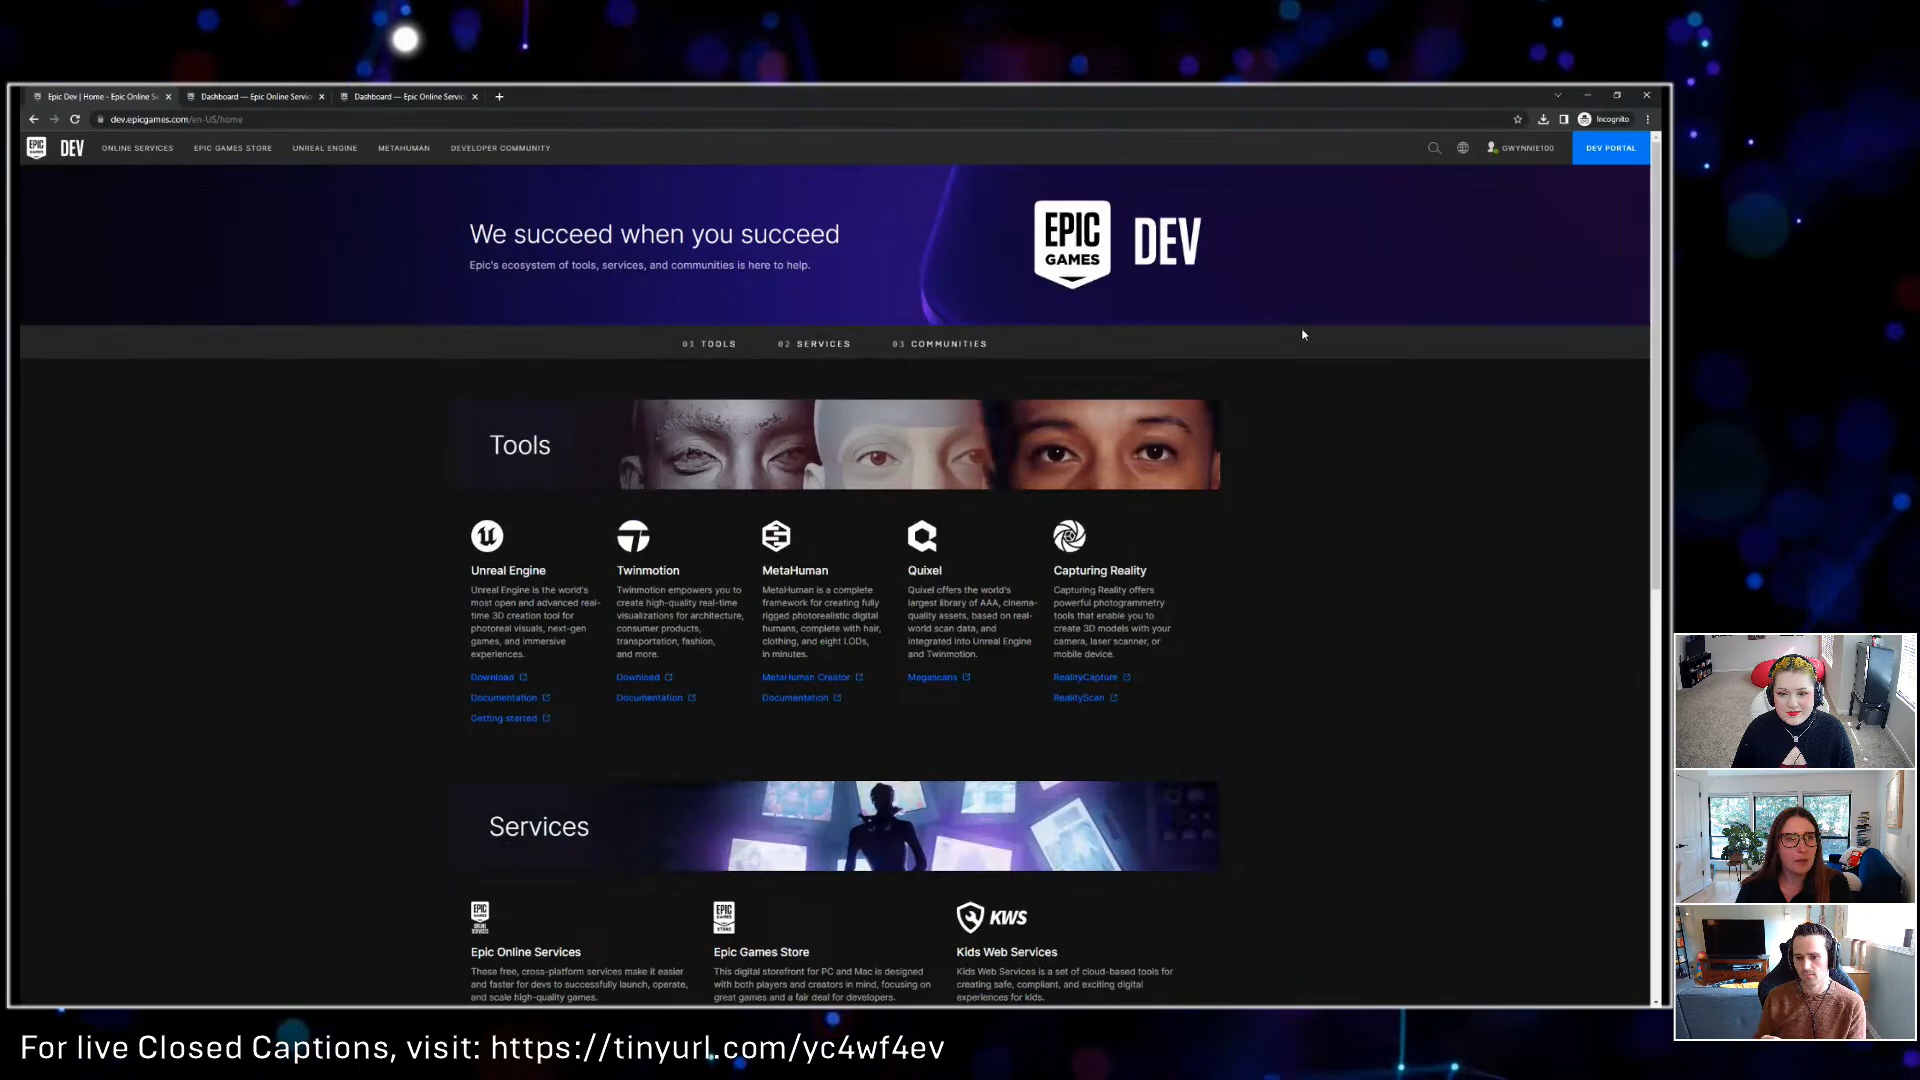 Epic Dev | Home - Epic Online Se
Dashboard — Epic Online Servic
Dashboard — Epic Online Servic
dev.epicgames.com/en-US/home
Incognito
EPIC GAMES DEV
ONLINE SERVICES
EPIC GAMES STORE
UNREAL ENGINE
METAHUMAN
DEVELOPER COMMUNITY
GWYNNIE100
DEV PORTAL
We succeed when you succeed
Epic's ecosystem of tools, services, and communities is here to help.
EPIC
GAMES
DEV
01 TOOLS
02 SERVICES
03 COMMUNITIES
Tools
Unreal Engine
Unreal Engine is the world's
most open and advanced real-
time 3D creation tool for
photoreal visuals, next-gen
games, and immersive
experiences.
Download
Documentation
Getting started
Twinmotion
Twinmotion empowers you to
create high-quality real-time
visualizations for architecture,
consumer products,
transportation, fashion,
and more.
Download
Documentation
MetaHuman
MetaHuman is a complete
framework for creating fully
rigged photorealistic digital
humans, complete with hair,
clothing, and eight LODs,
in minutes.
MetaHuman Creator
Documentation
Quixel
Quixel offers the world's
largest library of AAA, cinema-
quality assets, based on real-
world scan data, and
integrated into Unreal Engine
and Twinmotion.
Megascans
Capturing Reality
Capturing Reality offers
powerful photogrammetry
tools that enable you to
create 3D models with your
camera, laser scanner, or
mobile device.
RealityCapture
RealityScan
Services
EPIC GAMES ONLINE SERVICES
Epic Online Services
These free, cross-platform services make it easier
and faster for devs to successfully launch, operate,
and scale high-quality games.
EPIC GAMES STORE
Epic Games Store
This digital storefront for PC and Mac is designed
with both players and creators in mind, focusing on
great games and a fair deal for developers.
KWS
Kids Web Services
Kids Web Services is a set of cloud-based tools for
creating safe, compliant, and exciting digital
experiences for kids.
For live Closed Captions, visit: https://tinyurl.com/yc4wf4ev